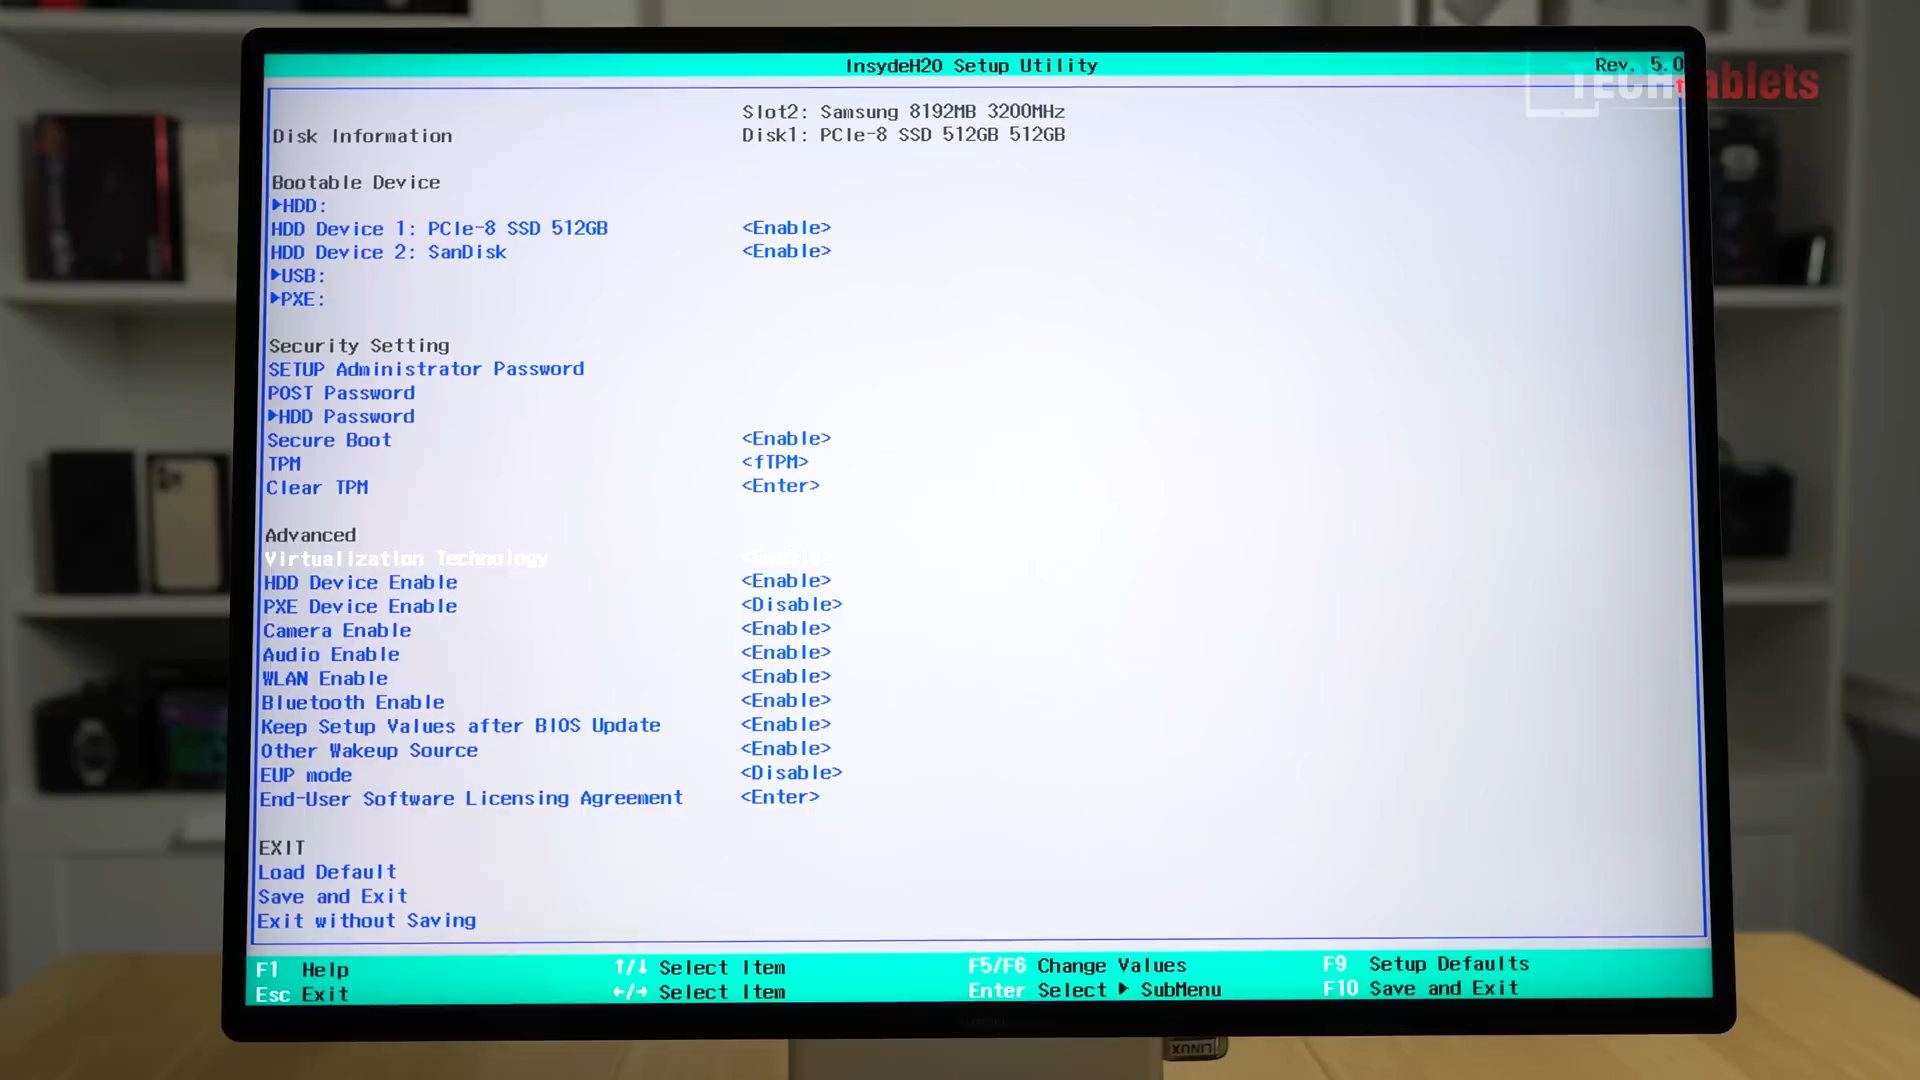 InsydeH2O Setup Utility
Rev. 5.0
TECHtablets
Slot2: Samsung 8192MB 3200MHz
Disk Information Disk1: PCIe-8 SSD 512GB 512GB
Bootable Device
HDD:
HDD Device 1: PCIe-8 SSD 512GB <Enable>
HDD Device 2: SanDisk <Enable>
USB:
PXE:
Security Setting
SETUP Administrator Password
POST Password
HDD Password
Secure Boot <Enable>
TPM <fTPM>
Clear TPM <Enter>
Advanced
Virtualization Technology <Enable>
HDD Device Enable <Enable>
PXE Device Enable <Disable>
Camera Enable <Enable>
Audio Enable <Enable>
WLAN Enable <Enable>
Bluetooth Enable <Enable>
Keep Setup Values after BIOS Update <Enable>
Other Wakeup Source <Enable>
EUP mode <Disable>
End-User Software Licensing Agreement <Enter>
EXIT
Load Default
Save and Exit
Exit without Saving
F1 Help ↑/↓ Select Item F5/F6 Change Values F9 Setup Defaults
Esc Exit ←/→ Select Item Enter Select ▶ SubMenu F10 Save and Exit
LINUX